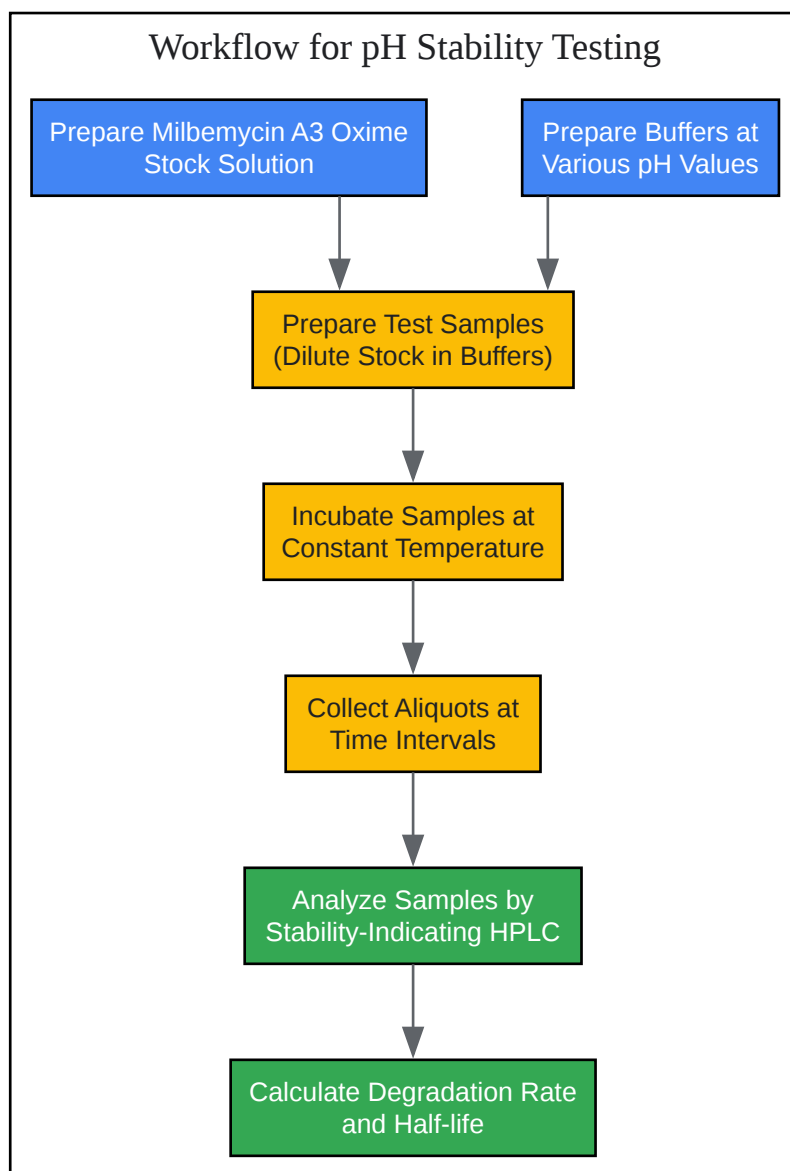 Workflow for pH Stability Testing
Prepare Milbemycin A3 Oxime
Stock Solution
Prepare Buffers at
Various pH Values
Prepare Test Samples
(Dilute Stock in Buffers)
Incubate Samples at
Constant Temperature
Collect Aliquots at
Time Intervals
Analyze Samples by
Stability-Indicating HPLC
Calculate Degradation Rate
and Half-life